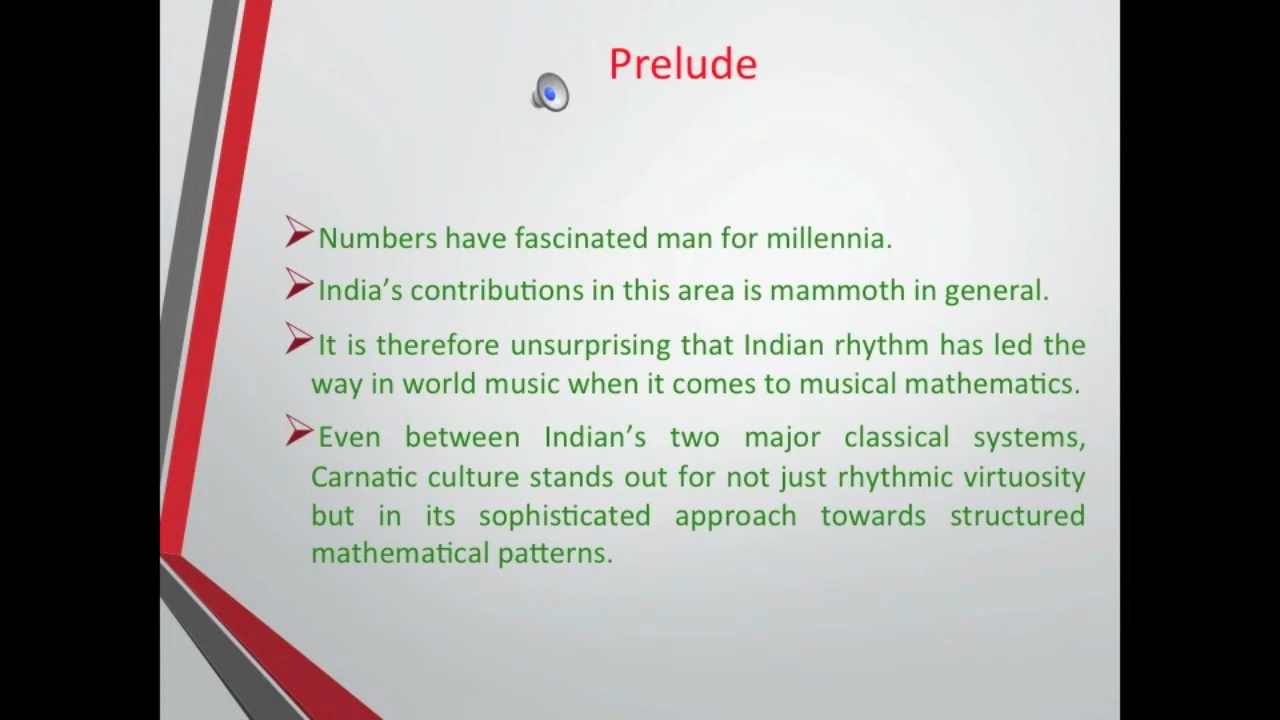 Prelude
Numbers have fascinated man for millennia.
India’s contributions in this area is mammoth in general.
It is therefore unsurprising that Indian rhythm has led the
way in world music when it comes to musical mathematics.
Even between Indian’s two major classical systems,
Carnatic culture stands out for not just rhythmic virtuosity
but in its sophisticated approach towards structured
mathematical patterns.